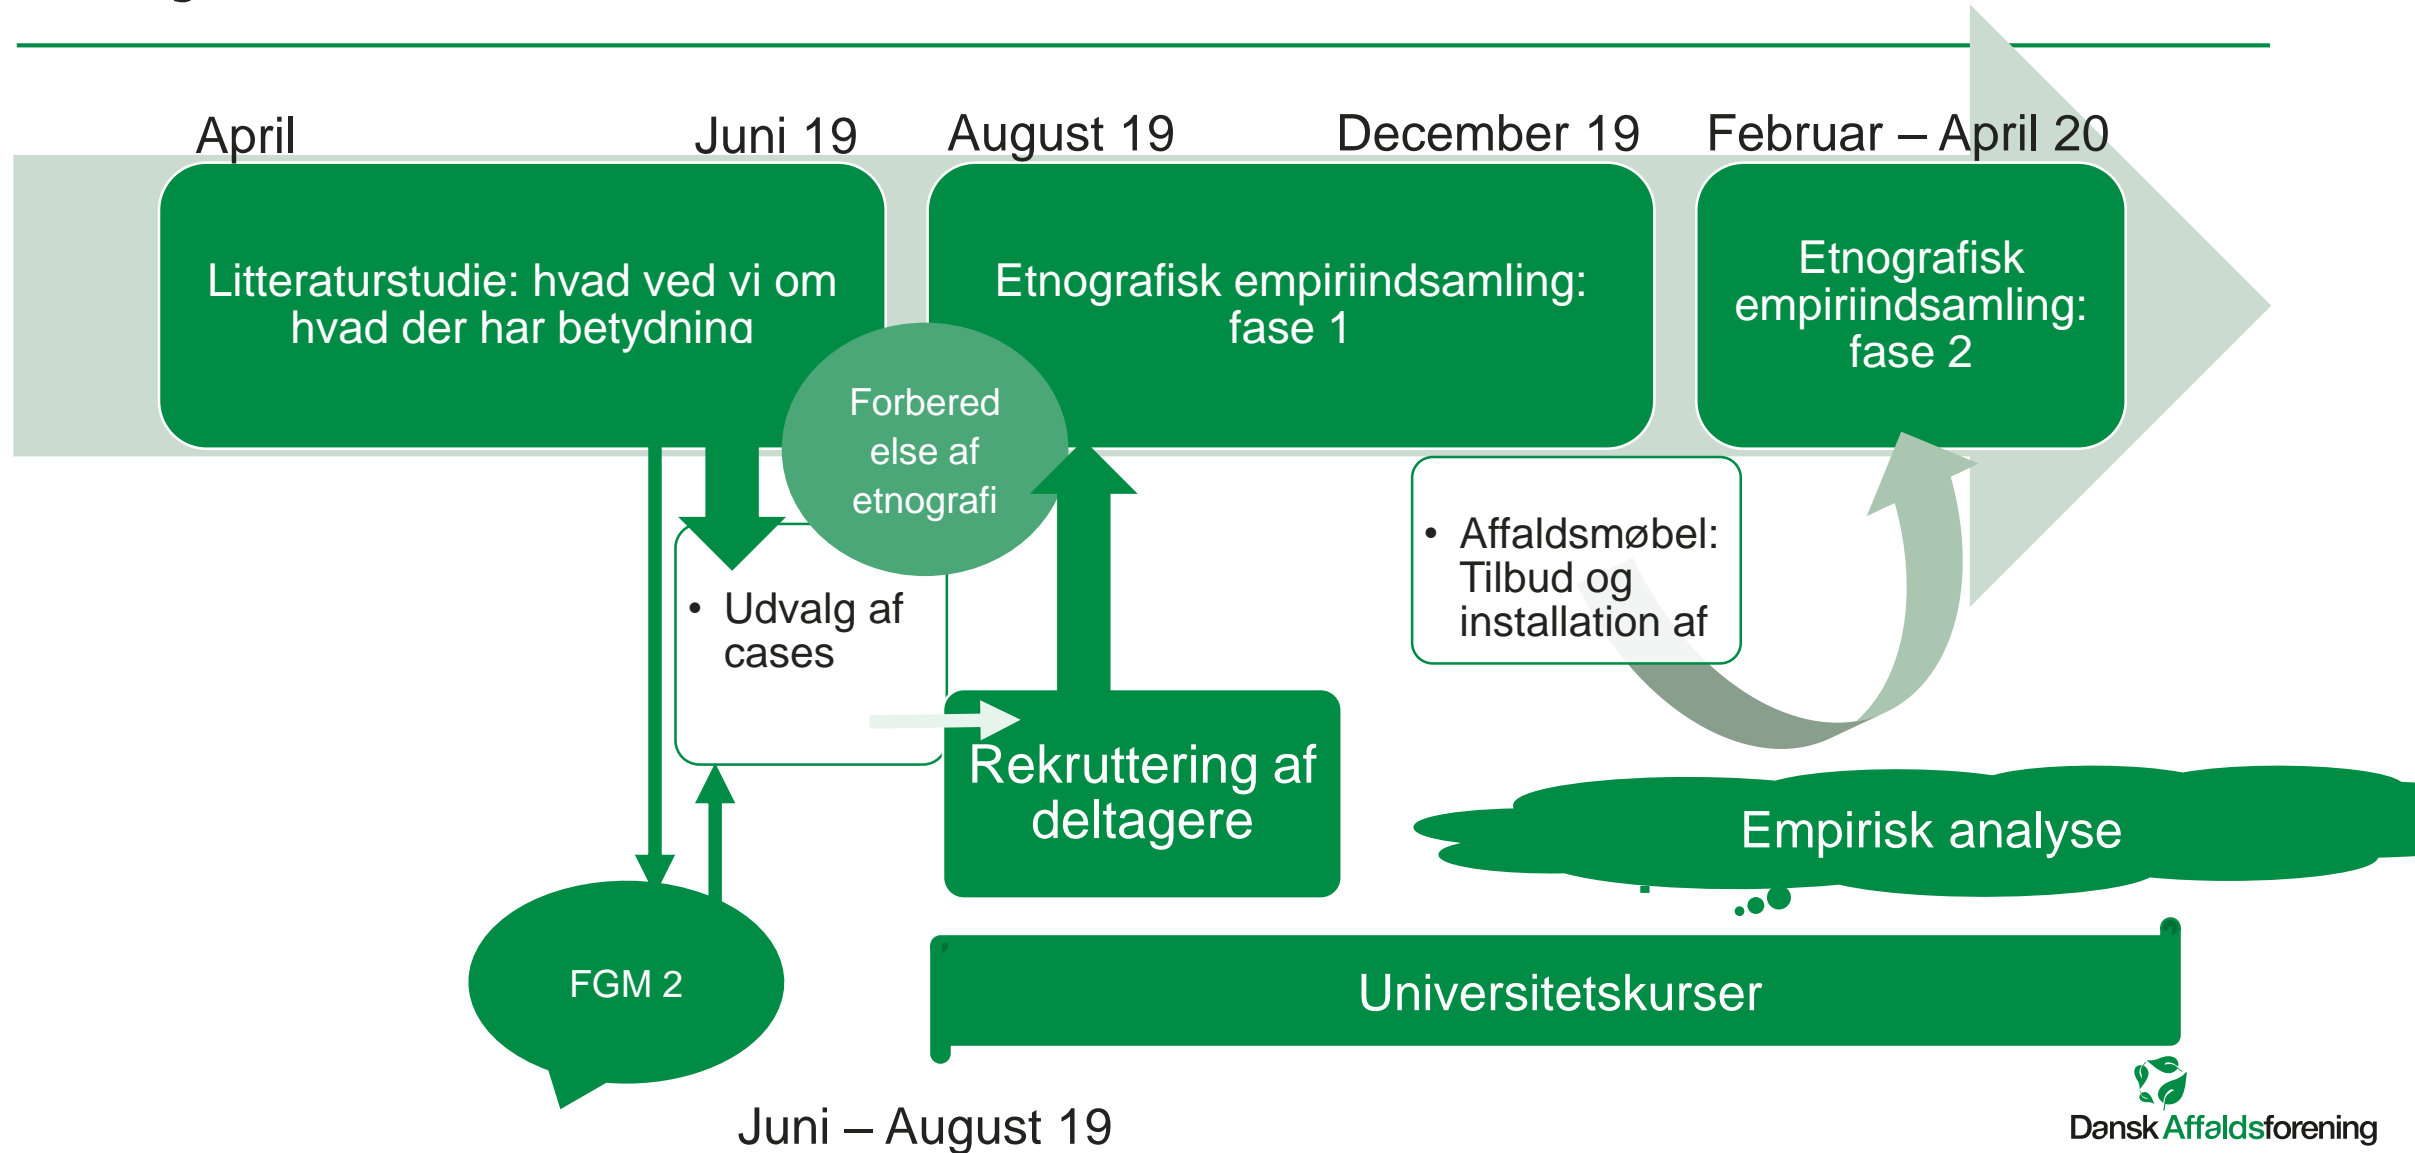 April
Juni 19
August 19
December 19
Februar – April 20
Litteraturstudie: hvad ved vi om
hvad der har betydning
Etnografisk empiriindsamling:
fase 1
Etnografisk
empiriindsamling:
fase 2
Forbered
else af
etnografi
• Udvalg af
cases
• Affaldsmøbel:
Tilbud og
installation af
Rekruttering af
deltagere
Empirisk analyse
FGM 2
Universitetskurser
Juni – August 19
Dansk Affaldsforening